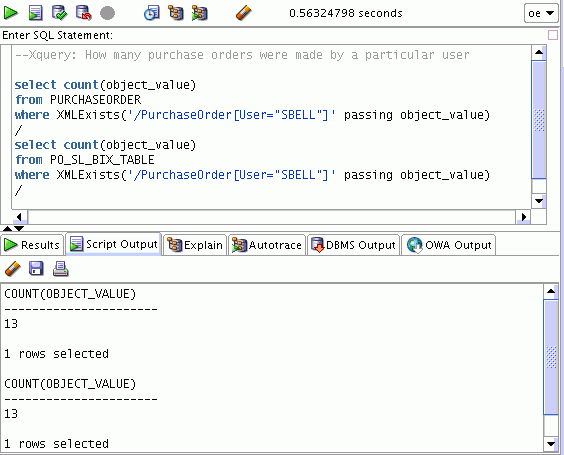 0.56324798 seconds
oe
Enter SQL Statement:
--Xquery: How many purchase orders were made by a particular user
select count(object_value)
from PURCHASEORDER
where XMLExists('/PurchaseOrder[User="SBELL"]' passing object_value)
/
select count(object_value)
from PO_SL_BIX_TABLE
where XMLExists('/PurchaseOrder[User="SBELL"]' passing object_value)
/
Results Script Output Explain Autotrace DBMS Output OWA Output
COUNT(OBJECT_VALUE)
----------------------
13
1 rows selected
COUNT(OBJECT_VALUE)
----------------------
13
1 rows selected